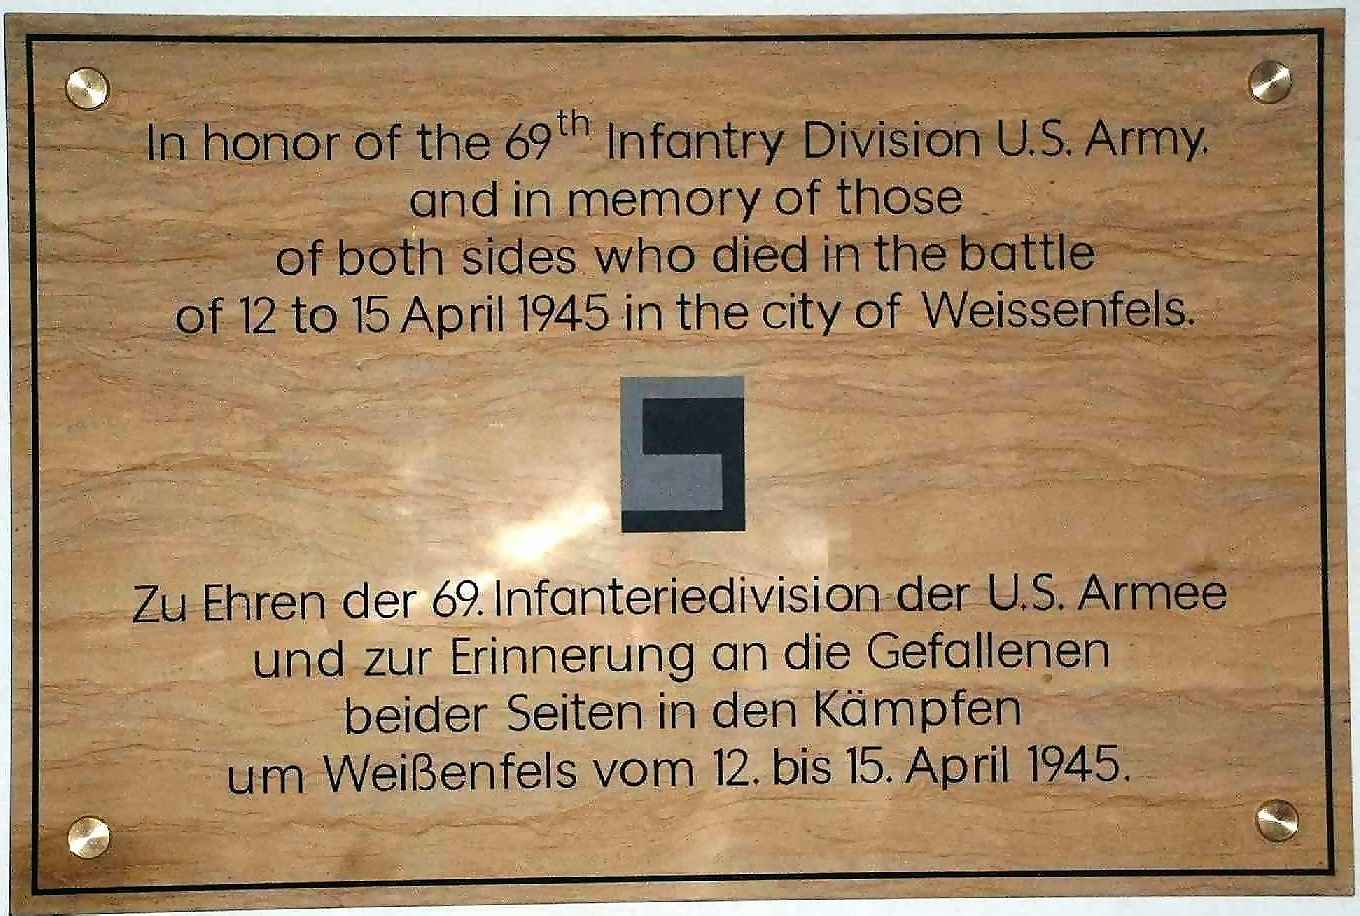 In honor of the 69th Infantry Division U.S. Army.
and in memory of those
of both sides who died in the battle
of 12 to 15 April 1945 in the city of Weissenfels.
Zu Ehren der 69. Infanteriedivision der U.S. Armee
und zur Erinnerung an die Gefallenen
beider Seiten in den Kämpfen
um Weißenfels vom 12. bis 15. April 1945.